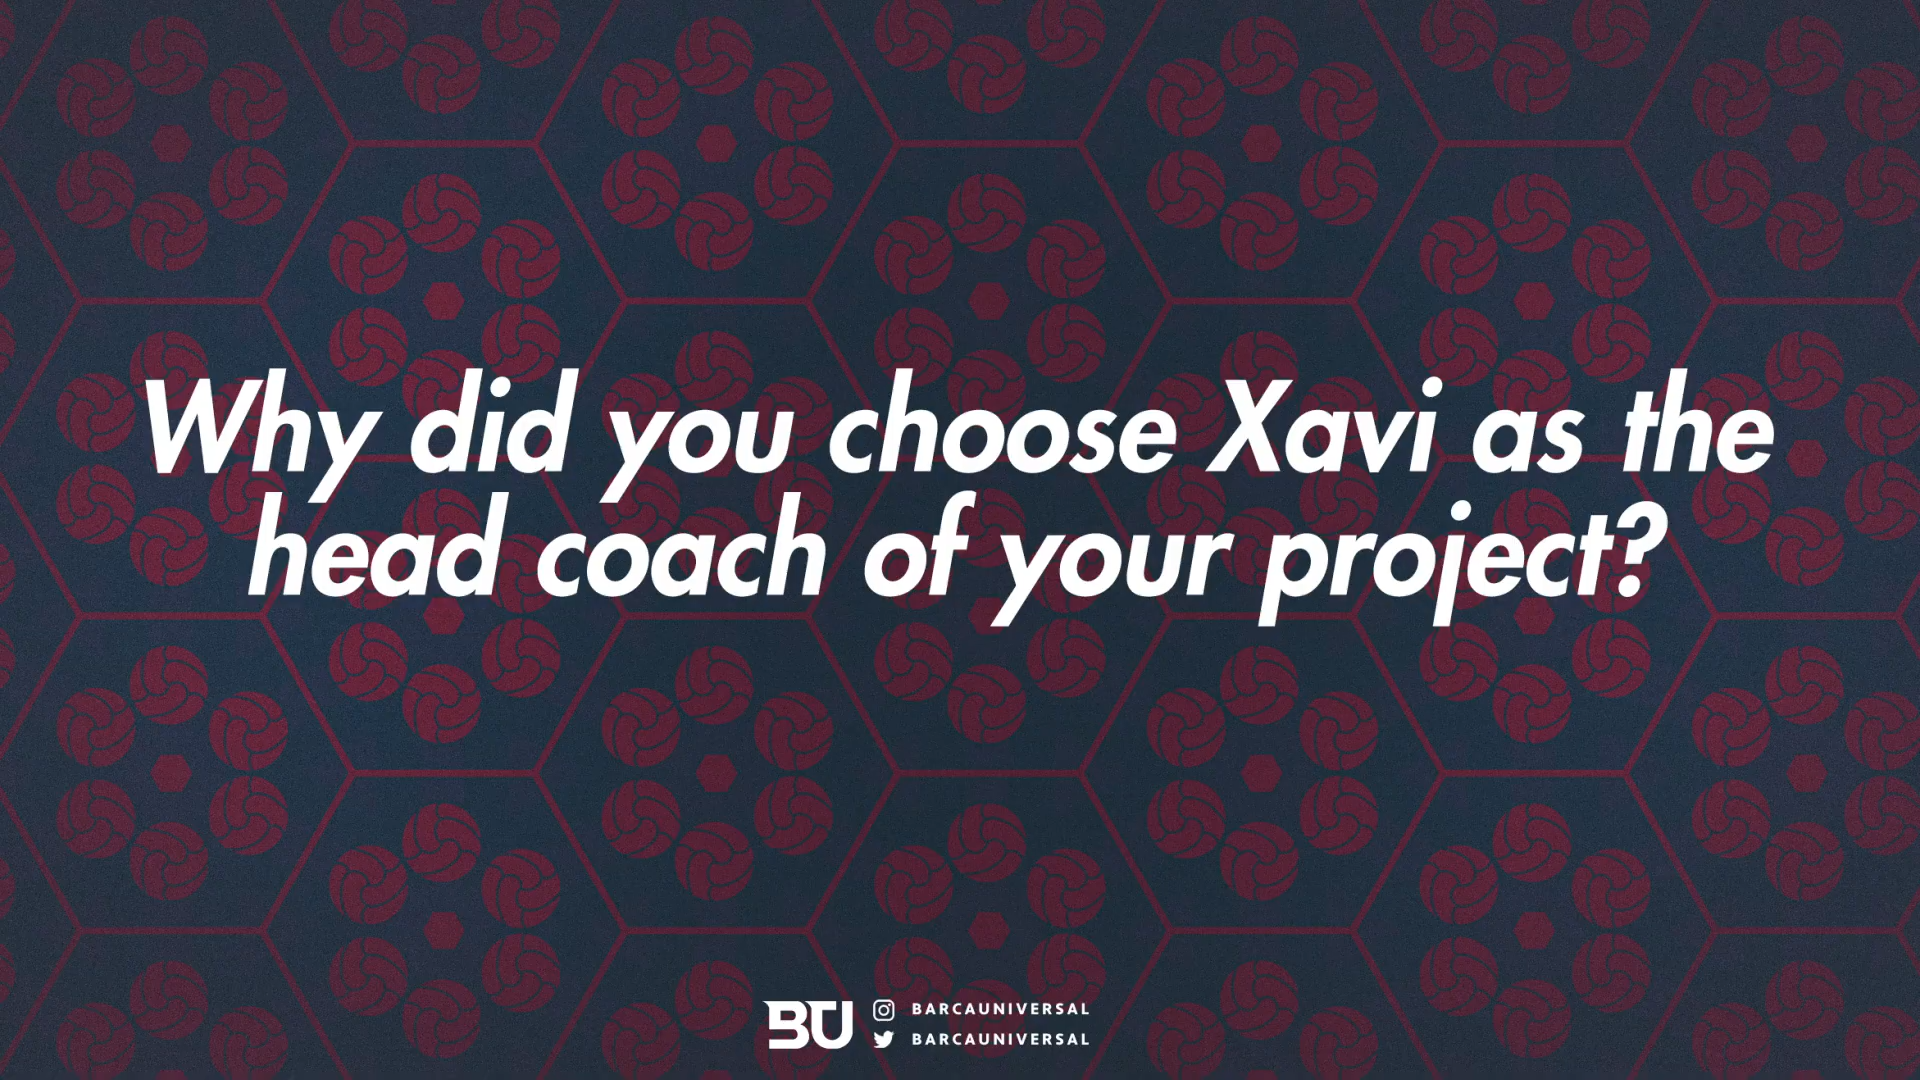 Why did you choose Xavi as the
head coach of your project?
BU
BARCAUNIVERSAL
BARCAUNIVERSAL